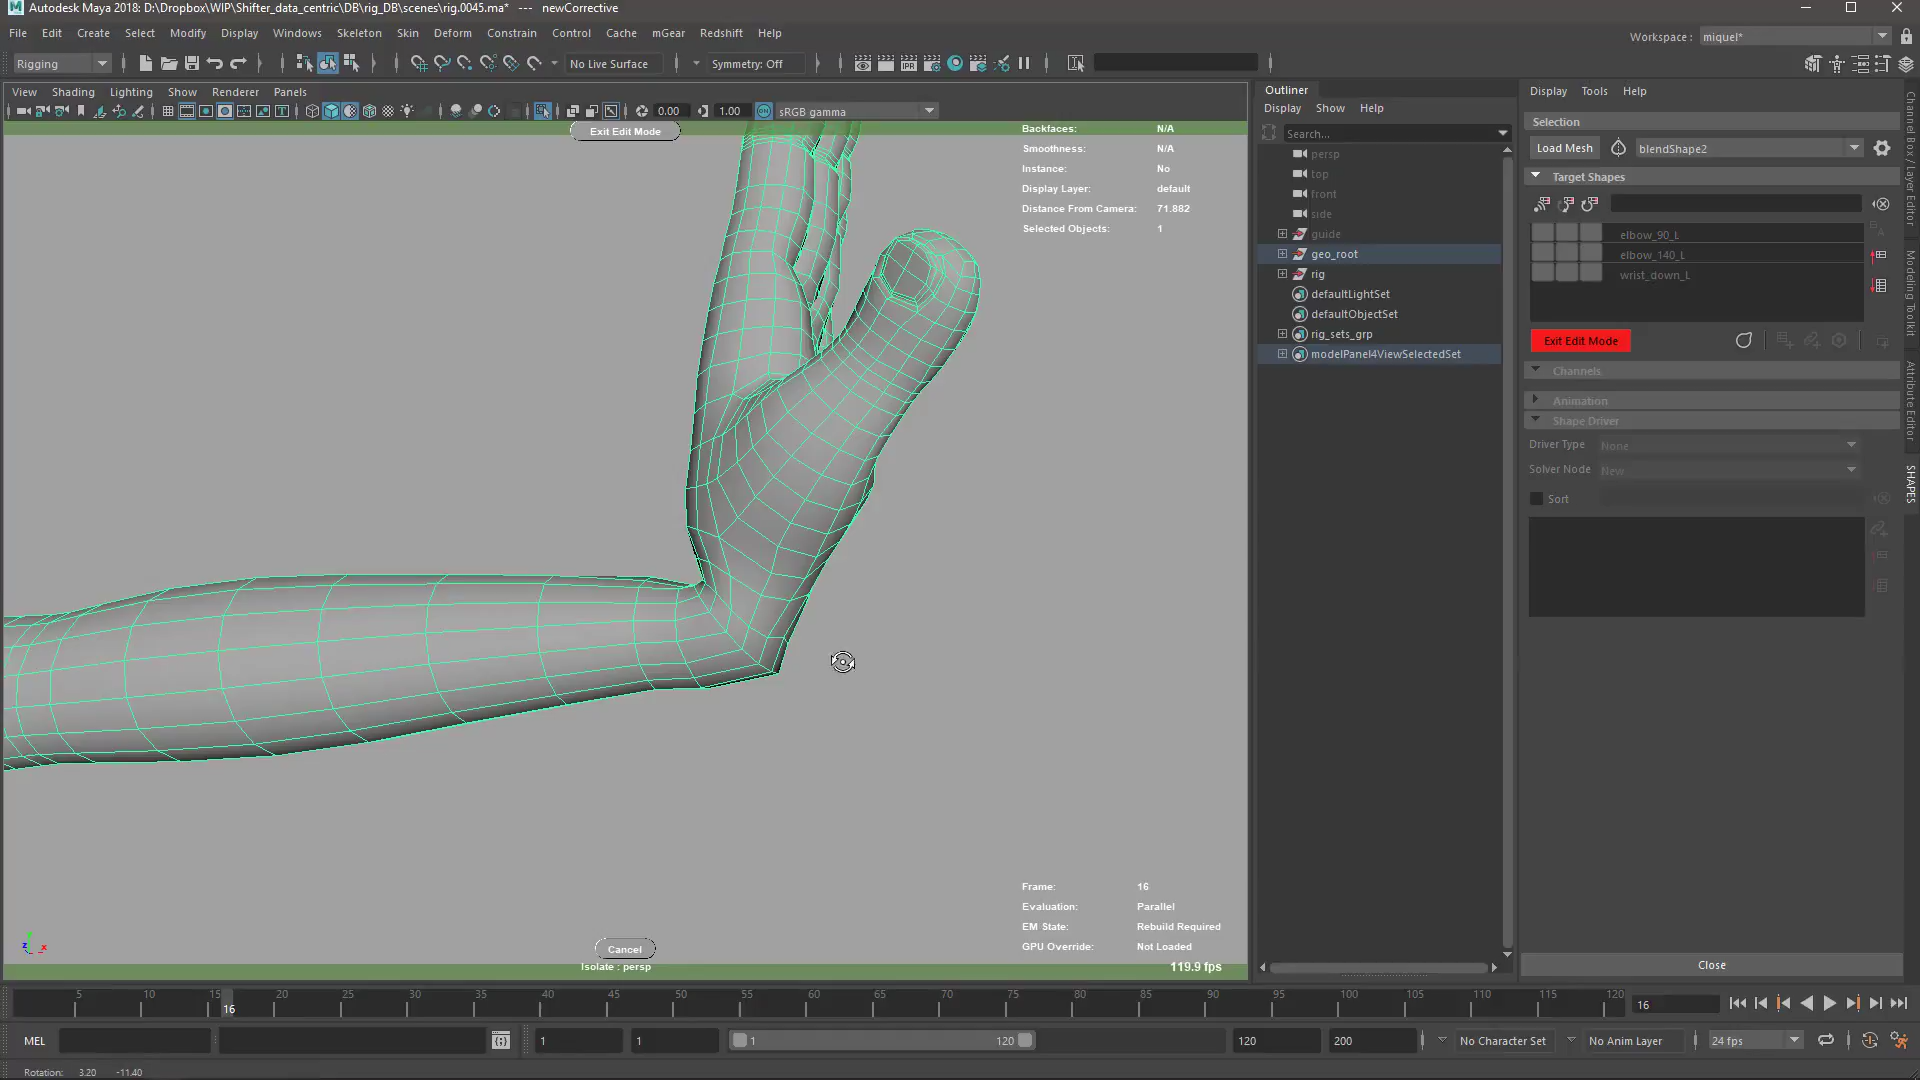 Autodesk Maya 2018: D:\Dropbox\WIP\Shifter_data_centric\DB\rig_DB\scenes\rig.0045.ma*   ---   newCorrective
File Edit Create Select Modify Display Windows Skeleton Skin Deform Constrain Control Cache mGear Redshift Help
Workspace : miquel*
Rigging
No Live Surface
Symmetry: Off
View Shading Lighting Show Renderer Panels
0.00
1.00
sRGB gamma
Exit Edit Mode
Backfaces: N/A
Smoothness: N/A
Instance: No
Display Layer: default
Distance From Camera: 71.882
Selected Objects: 1
Frame: 16
Evaluation: Parallel
EM State: Rebuild Required
GPU Override: Not Loaded
119.9 fps
Cancel
Isolate : persp
Outliner
Display Show Help
Search...
persp
top
front
side
guide
geo_root
rig
defaultLightSet
defaultObjectSet
rig_sets_grp
modelPanel4ViewSelectedSet
Display Tools Help
Selection
Load Mesh
blendShape2
Target Shapes
elbow_90_L
elbow_140_L
wrist_down_L
Exit Edit Mode
Channels
Animation
Shape Driver
Driver Type None
Solver Node New
Sort
Close
Channel Box / Layer Editor
Modeling Toolkit
Attribute Editor
SHAPES
5 10 15 16 20 25 30 35 40 45 50 55 60 65 70 75 80 85 90 95 100 105 110 115 120
16
MEL
1
1
1
120
120
200
No Character Set
No Anim Layer
24 fps
Rotation: 3.20 -11.40